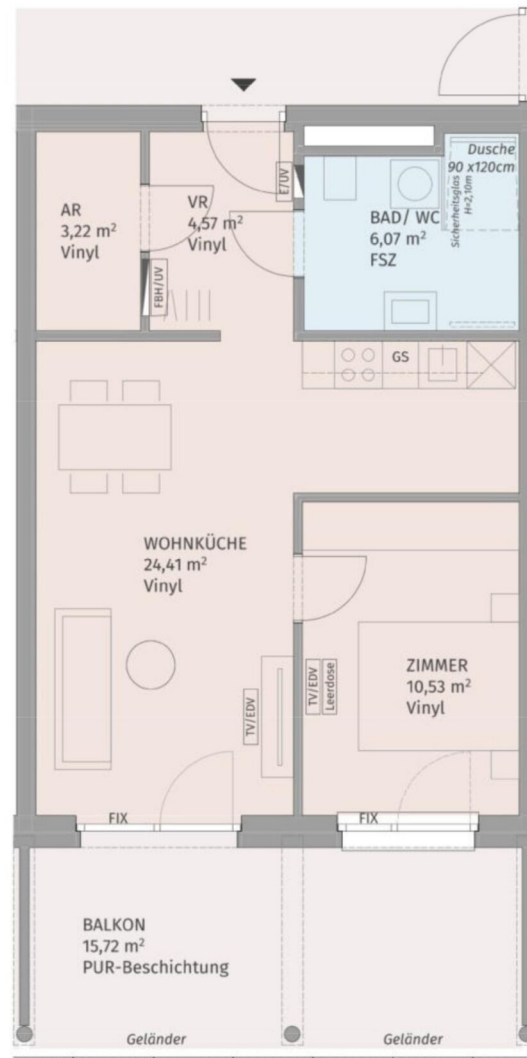 Dusche
90 x120cm
Sicherheitsglas
H=2,10m
E/UV
AR
3,22 m²
Vinyl
VR
4,57 m²
Vinyl
BAD/ WC
6,07 m²
FSZ
FBH/UV
GS
WOHNKÜCHE
24,41 m²
Vinyl
TV/EDV
TV/EDV
Leerdose
ZIMMER
10,53 m²
Vinyl
FIX
FIX
BALKON
15,72 m²
PUR-Beschichtung
Geländer
Geländer